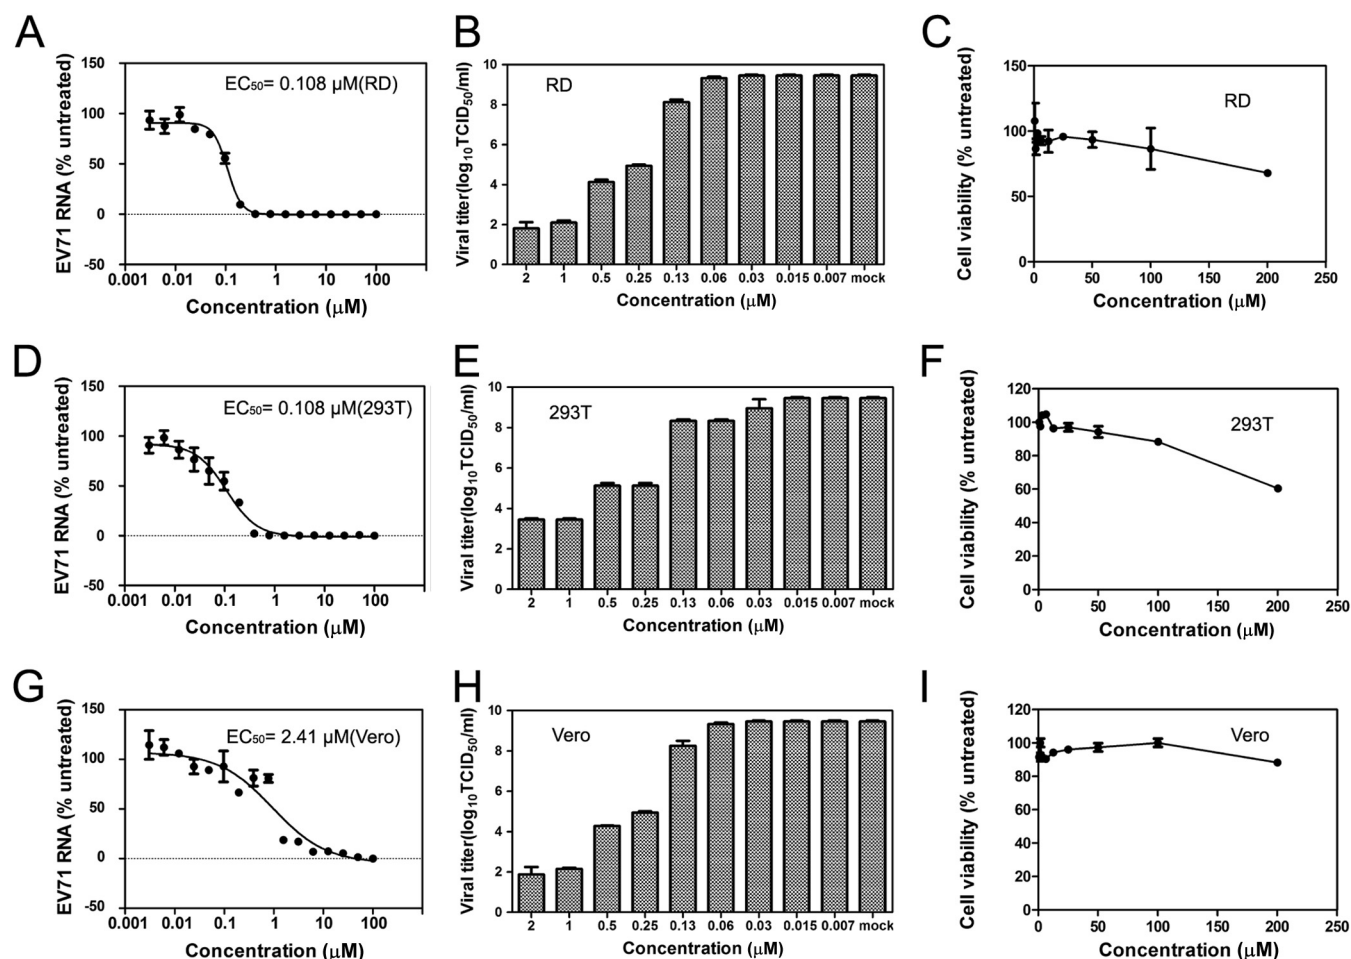 A
EV71 RNA (% untreated)
150
100
50
0
-50
EC₅₀= 0.108 μM(RD)
0.001 0.01 0.1 1 10 100
Concentration (μM)
B
Viral titer(log₁₀TCID₅₀/ml)
10
8
6
4
2
0
RD
2 1 0.5 0.25 0.13 0.06 0.03 0.015 0.007 mock
Concentration (μM)
C
Cell viability (% untreated)
150
100
50
0
RD
0 50 100 150 200 250
Concentration (μM)
D
EV71 RNA (% untreated)
150
100
50
0
-50
EC₅₀= 0.108 μM(293T)
0.001 0.01 0.1 1 10 100
Concentration (μM)
E
Viral titer(log₁₀TCID₅₀/ml)
10
8
6
4
2
0
293T
2 1 0.5 0.25 0.13 0.06 0.03 0.015 0.007 mock
Concentration (μM)
F
Cell viability (% untreated)
120
100
80
60
40
20
0
293T
0 50 100 150 200 250
Concentration (μM)
G
EV71 RNA (% untreated)
150
100
50
0
-50
EC₅₀= 2.41 μM(Vero)
0.001 0.01 0.1 1 10 100
Concentration (μM)
H
Viral titer(log₁₀TCID₅₀/ml)
10
8
6
4
2
0
Vero
2 1 0.5 0.25 0.13 0.06 0.03 0.015 0.007 mock
Concentration (μM)
I
Cell viability (% untreated)
120
100
80
60
40
20
0
Vero
0 50 100 150 200 250
Concentration (μM)